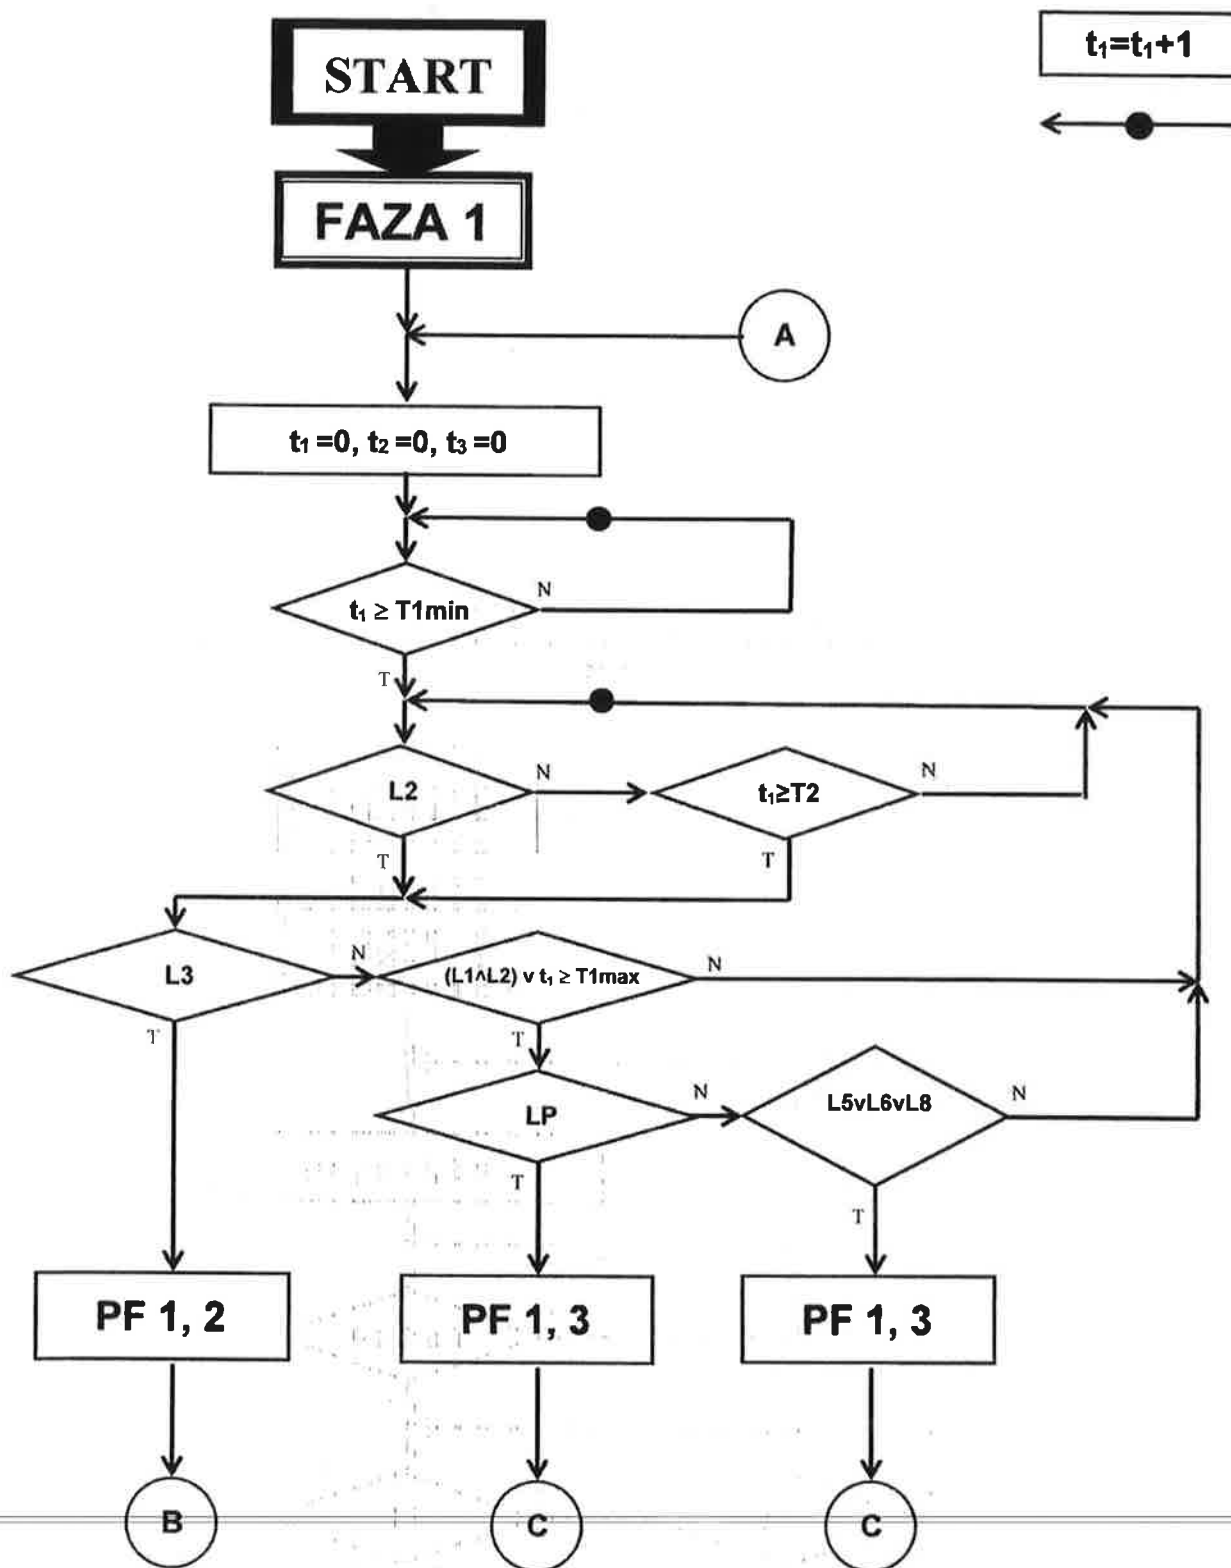 START
t₁=t₁+1
FAZA 1
A
t₁ =0, t₂ =0, t₃ =0
t₁ ≥ T1min
N
T
L2
N
t₁≥T2
N
T
T
L3
N
(L1∧L2) v t₁ ≥ T1max
N
T
T
LP
N
L5vL6vL8
N
T
T
PF 1, 2
PF 1, 3
PF 1, 3
B
C
C